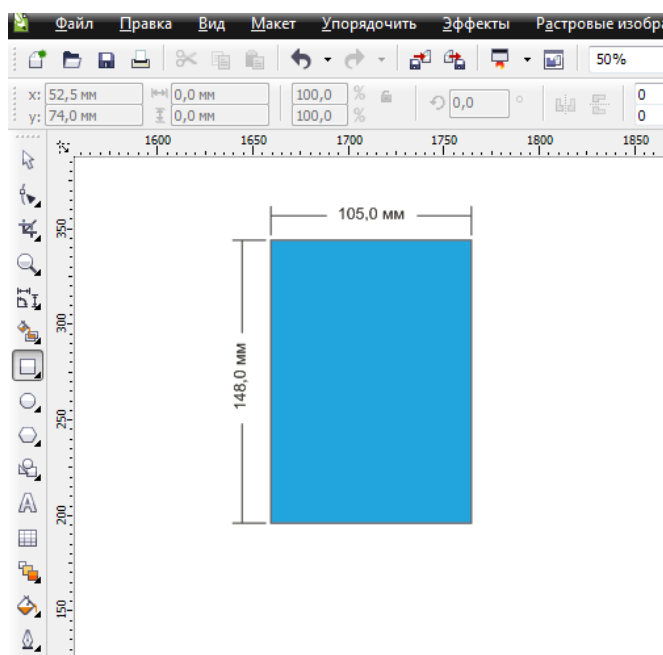 Файл Правка Вид Макет Упорядочить Эффекты Растровые изобра
50%
x: 52,5 мм 0,0 мм 100,0 % 0,0 ° 0
y: 74,0 мм 0,0 мм 100,0 % 0
1600 1650 1700 1750 1800 1850
350
300
250
200
150
105,0 мм
148,0 мм